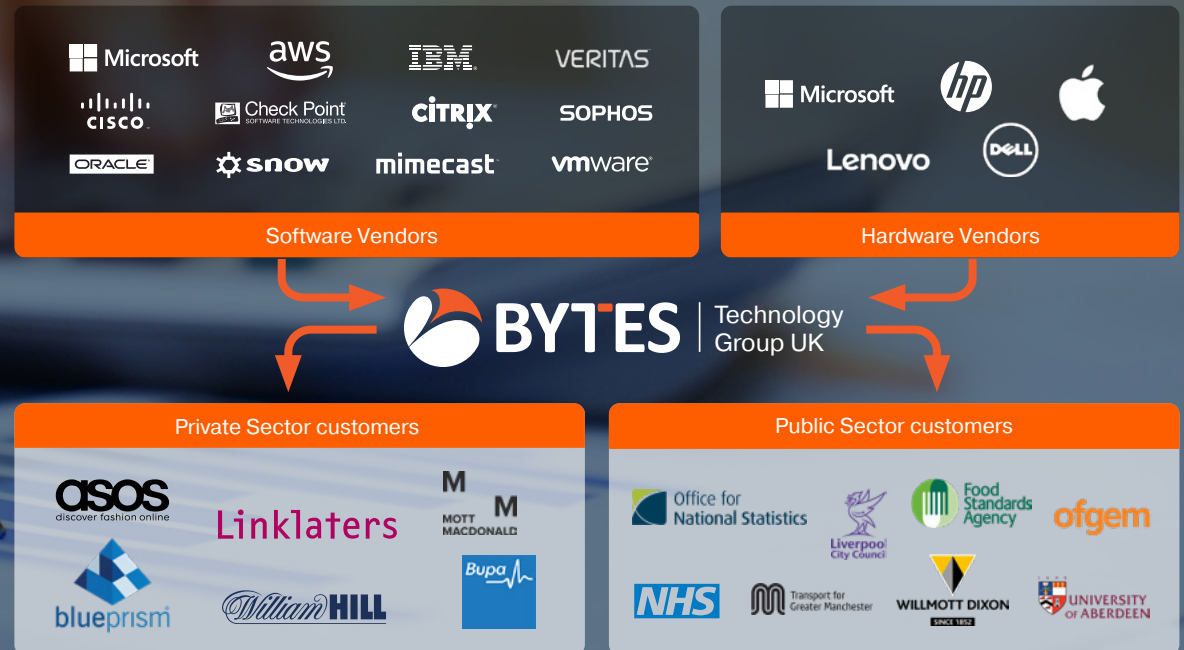 Microsoft
aws
IBM
VERITAS
CISCO
Check Point
SOFTWARE TECHNOLOGIES LTD.
CİTRIX
SOPHOS
ORACLE
snow
mimecast
vmware
Software Vendors
Microsoft
hp
Lenovo
DELL
Hardware Vendors
BYTES
Technology
Group UK
Private Sector customers
asos
discover fashion online
Linklaters
M
M
MOTT
MACDONALD
blueprism
William HILL
Bupa
Public Sector customers
Office for
National Statistics
Liverpool
City Council
Food
Standards
Agency
ofgem
NHS
Transport for
Greater Manchester
WILLMOTT DIXON
SINCE 1852
UNIVERSITY
OF ABERDEEN